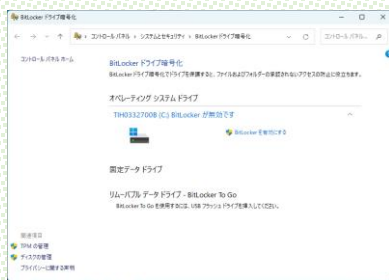 BitLocker ドライブ暗号化
コントロール パネル › システムとセキュリティ › BitLocker ドライブ暗号化
コントロール パネル...
コントロール パネル ホーム
BitLocker ドライブ暗号化
BitLocker ドライブ暗号化でドライブを保護すると、ファイルおよびフォルダーの承認されないアクセスの防止に役立ちます。
オペレーティング システム ドライブ
TIH0332700B (C:) BitLocker が無効です
BitLocker を有効にする
固定データ ドライブ
リムーバブル データ ドライブ - BitLocker To Go
BitLocker To Go を使用するには、USB フラッシュ ドライブを挿入してください。
関連項目
TPM の管理
ディスクの管理
プライバシーに関する声明